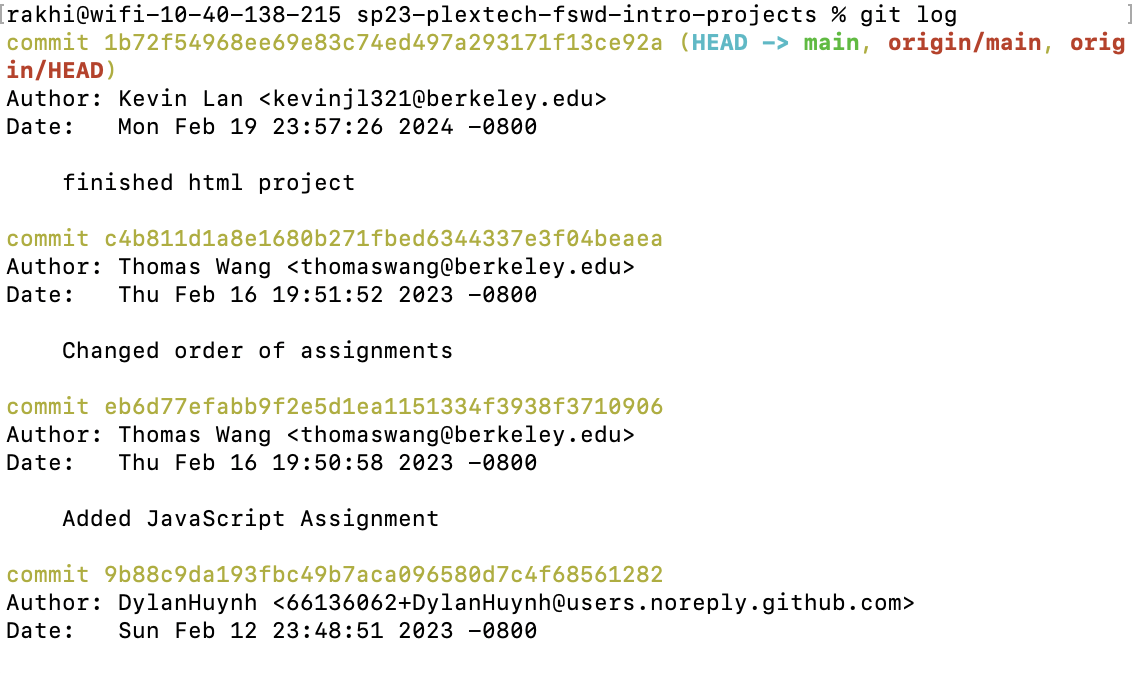 [rakhi@wifi-10-40-138-215 sp23-plextech-fswd-intro-projects % git log ]
commit 1b72f54968ee69e83c74ed497a293171f13ce92a (HEAD -> main, origin/main, orig
in/HEAD)
Author: Kevin Lan <kevinjl321@berkeley.edu>
Date:   Mon Feb 19 23:57:26 2024 -0800
    finished html project
commit c4b811d1a8e1680b271fbed6344337e3f04beaea
Author: Thomas Wang <thomaswang@berkeley.edu>
Date:   Thu Feb 16 19:51:52 2023 -0800
    Changed order of assignments
commit eb6d77efabb9f2e5d1ea1151334f3938f3710906
Author: Thomas Wang <thomaswang@berkeley.edu>
Date:   Thu Feb 16 19:50:58 2023 -0800
    Added JavaScript Assignment
commit 9b88c9da193fbc49b7aca096580d7c4f68561282
Author: DylanHuynh <66136062+DylanHuynh@users.noreply.github.com>
Date:   Sun Feb 12 23:48:51 2023 -0800